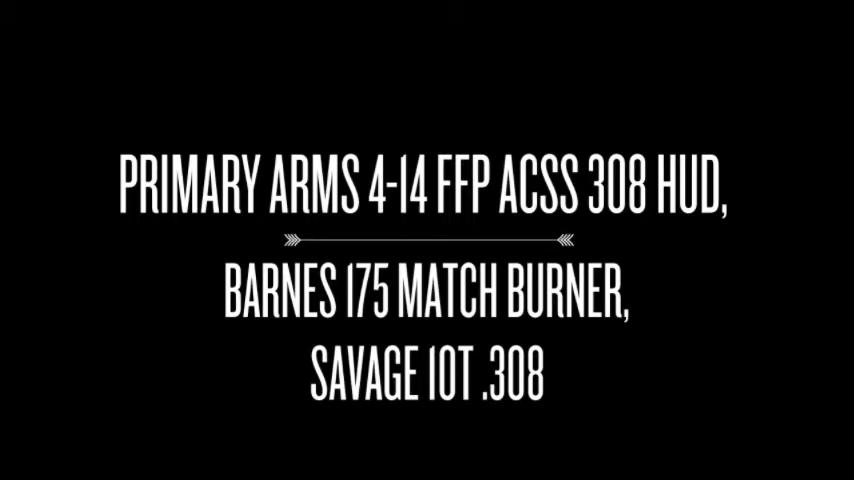 PRIMARY ARMS 4-14 FFP ACSS 308 HUD,
BARNES 175 MATCH BURNER,
SAVAGE 10T .308